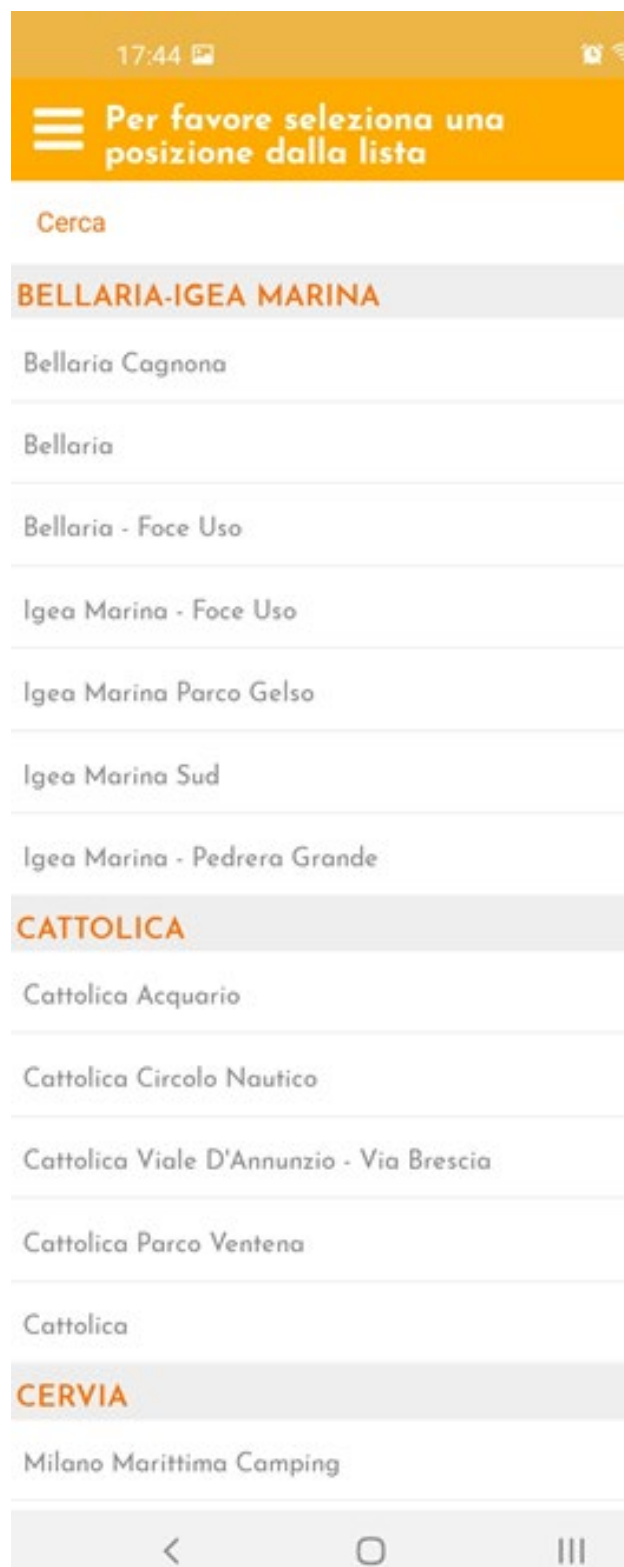 17:44
Per favore seleziona una
posizione dalla lista
Cerca
BELLARIA-IGEA MARINA
Bellaria Cagnona
Bellaria
Bellaria - Foce Uso
Igea Marina - Foce Uso
Igea Marina Parco Gelso
Igea Marina Sud
Igea Marina - Pedrera Grande
CATTOLICA
Cattolica Acquario
Cattolica Circolo Nautico
Cattolica Viale D'Annunzio - Via Brescia
Cattolica Parco Ventena
Cattolica
CERVIA
Milano Marittima Camping